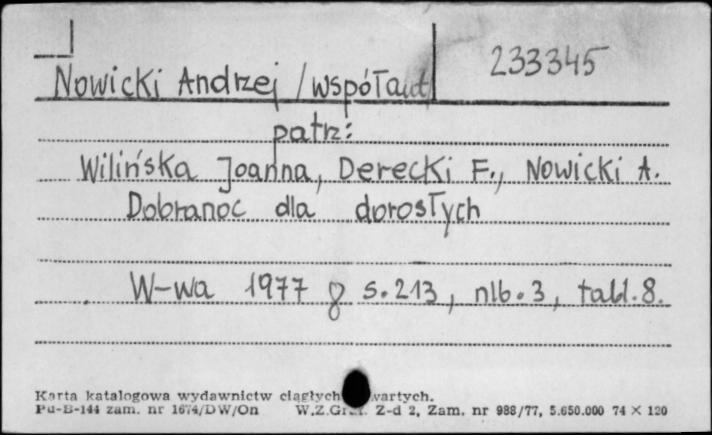 233345
Nowicki Andrzej /współaut
patrz:
Wilińska Joanna, Derecki F., Nowicki A.
Dobranoc dla dorosłych
W-wa 1977 8 s.213, nlb.3, tabl.8.
Karta katalogowa wydawnictw ciągłych
Pu-B-144 zam. nr 1674/DW/On W.Z.Graf. Z-d 2, Zam. nr 988/77, 5.650.000 74 × 120